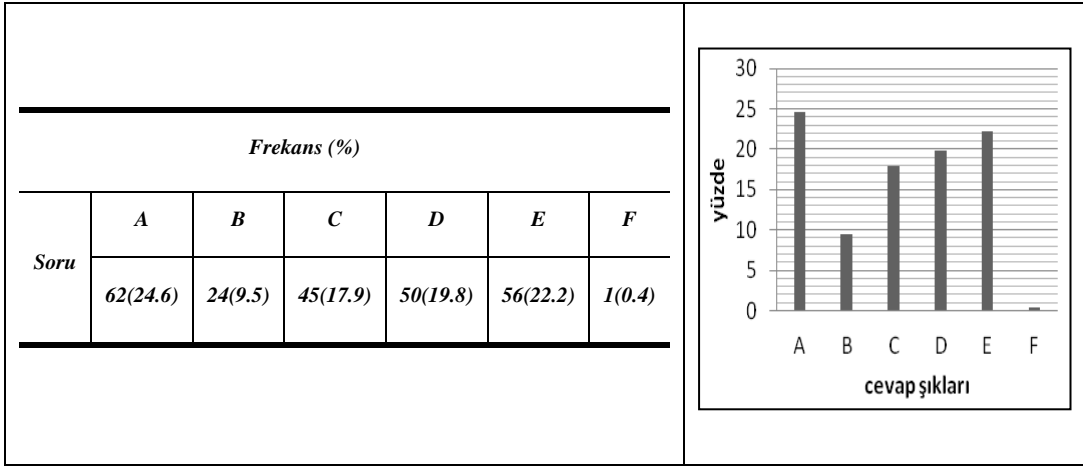 Frekans (%)
Soru
A B C D E F
62(24.6) 24(9.5) 45(17.9) 50(19.8) 56(22.2) 1(0.4)
30
25
20
15
10
5
0
yüzde
A B C D E F
cevap şıkları